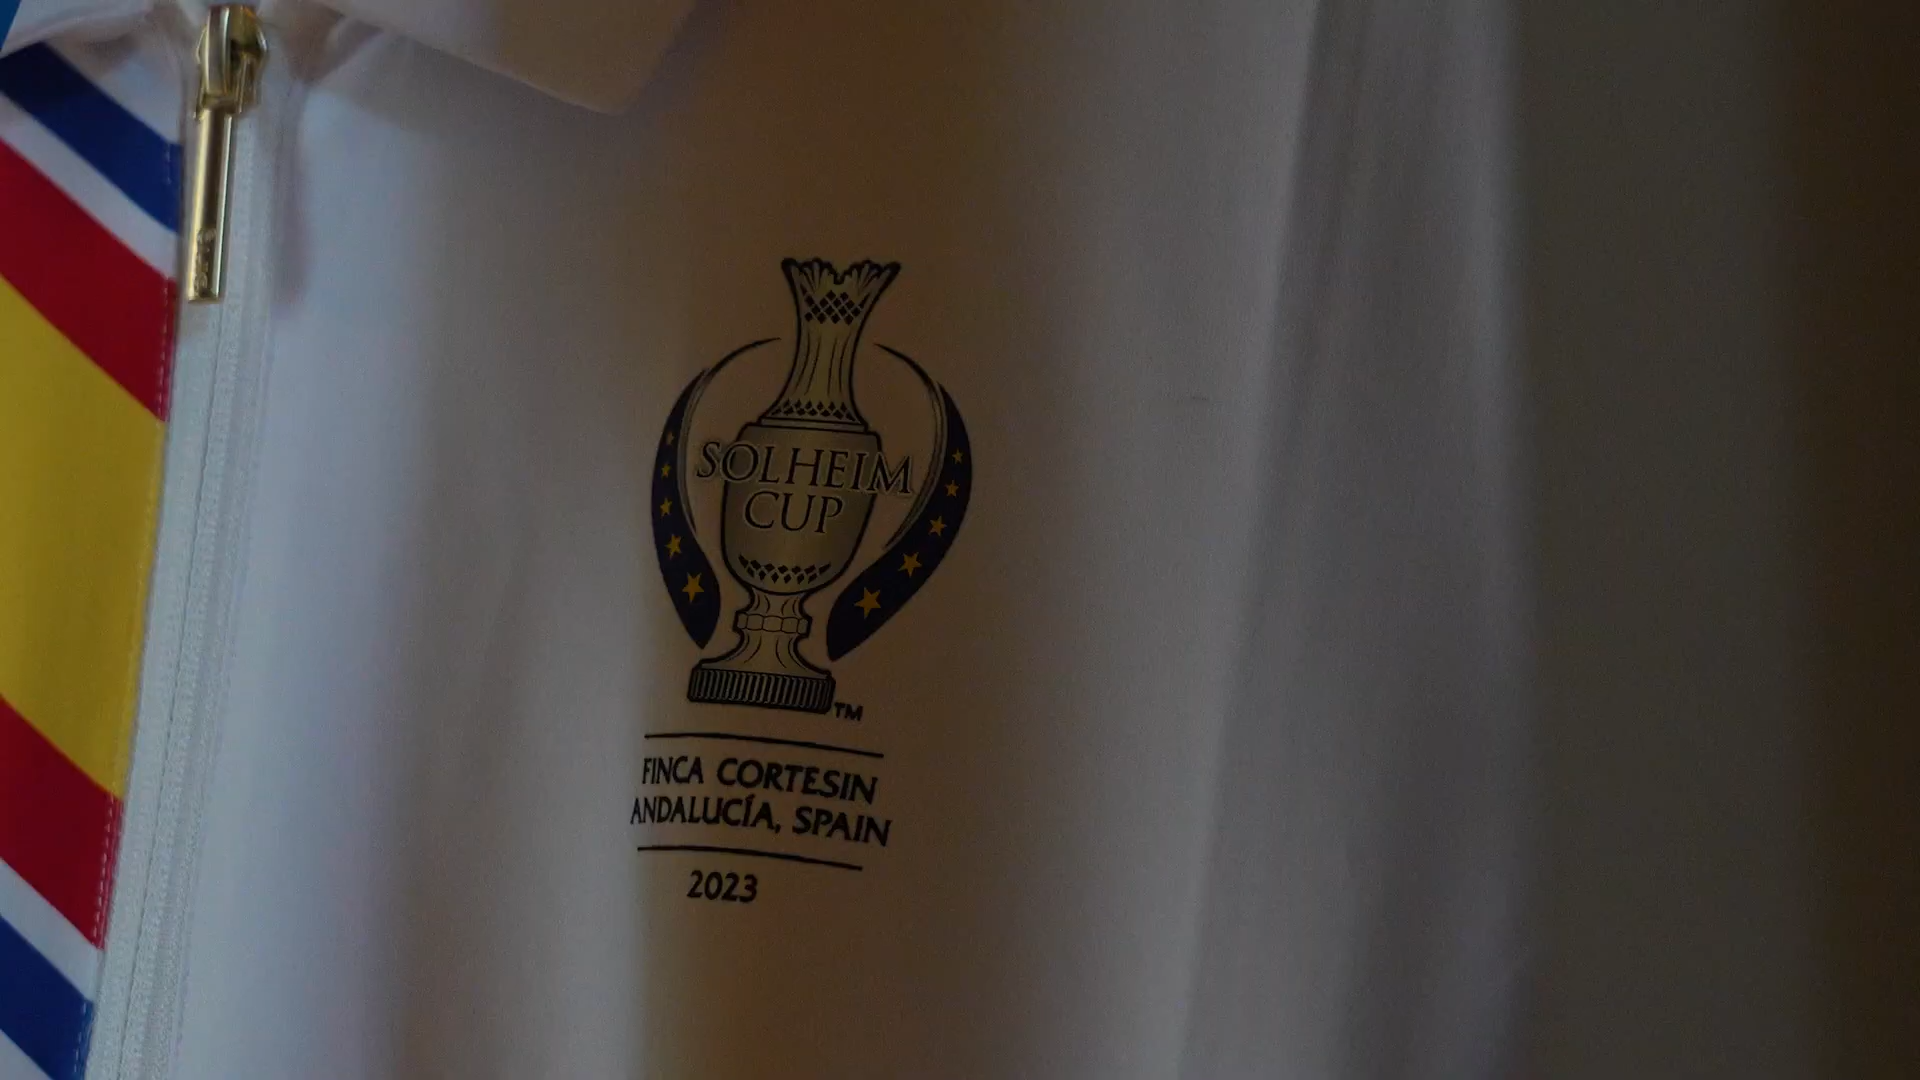 SOLHEIM
CUP
TM
FINCA CORTESIN
ANDALUCÍA, SPAIN
2023